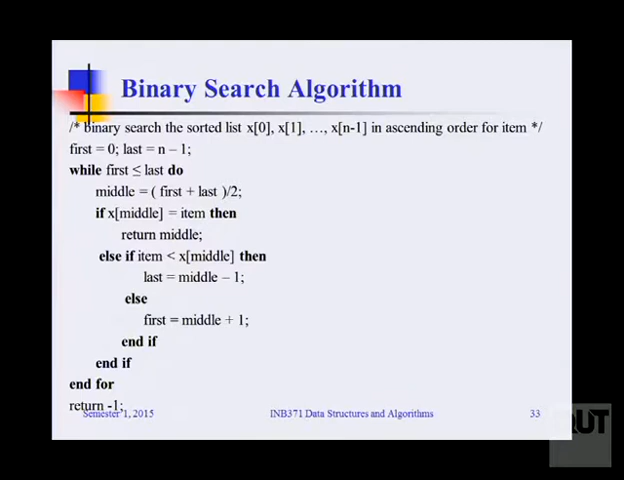 Binary Search Algorithm
/* binary search the sorted list x[0], x[1], …, x[n-1] in ascending order for item */
first = 0; last = n – 1;
while first ≤ last do
middle = ( first + last )/2;
if x[middle] = item then
return middle;
else if item < x[middle] then
last = middle – 1;
else
first = middle + 1;
end if
end if
end for
return -1;
Semester 1, 2015 INB371 Data Structures and Algorithms 33
QUT